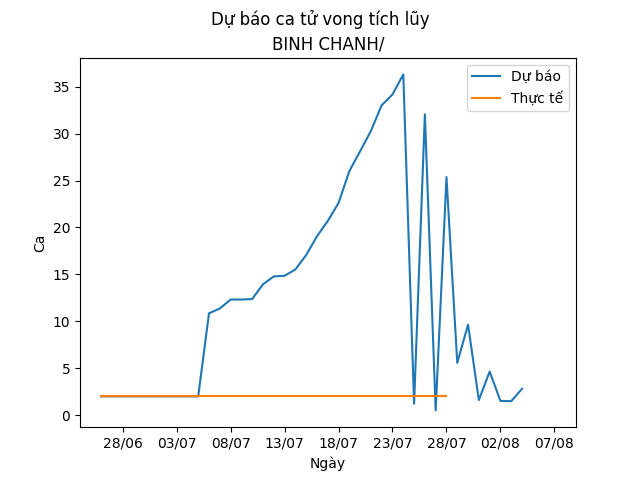 Dự báo ca tử vong tích lũy
BINH CHANH/
Dự báo
Thực tế
35
30
25
20
15
10
5
0
Ca
28/06 03/07 08/07 13/07 18/07 23/07 28/07 02/08 07/08
Ngày